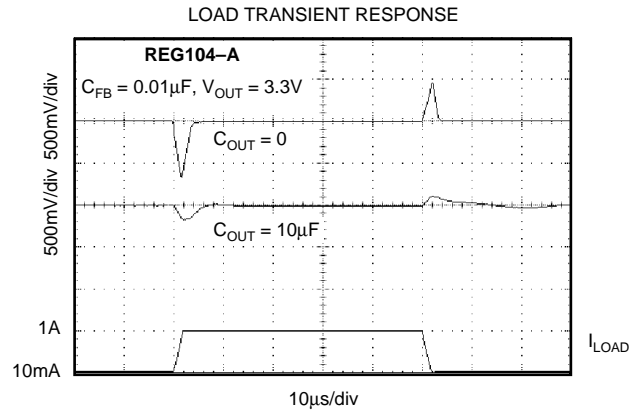 LOAD TRANSIENT RESPONSE
REG104–A
C_FB = 0.01µF, V_OUT = 3.3V
500mV/div
C_OUT = 0
500mV/div
C_OUT = 10µF
1A
I_LOAD
10mA
10µs/div